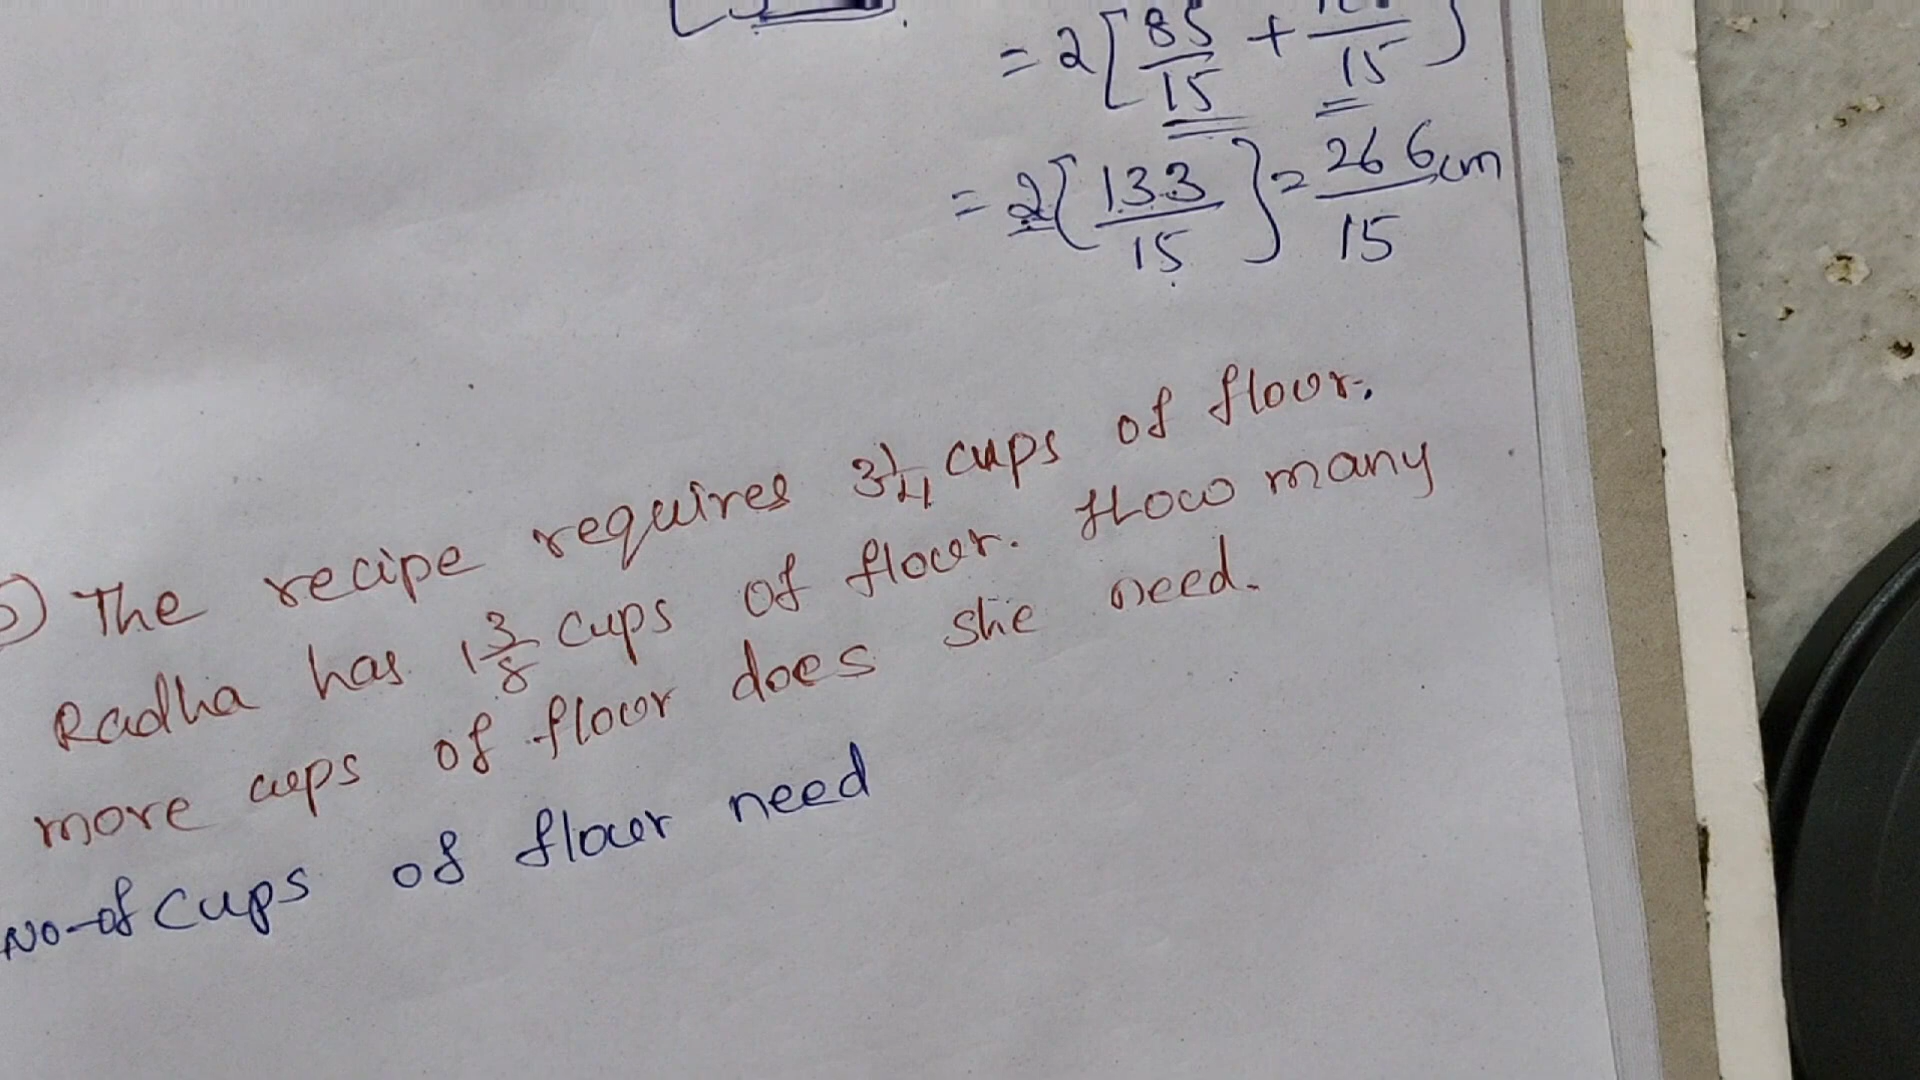 = 2[85/15 + /15]
= 2[133/15] = 266/15 cm
The recipe requires 3 1/4 cups of flour.
Radha has 1 3/8 cups of flour. How many
more cups of flour does she need.
No-of cups of flour need